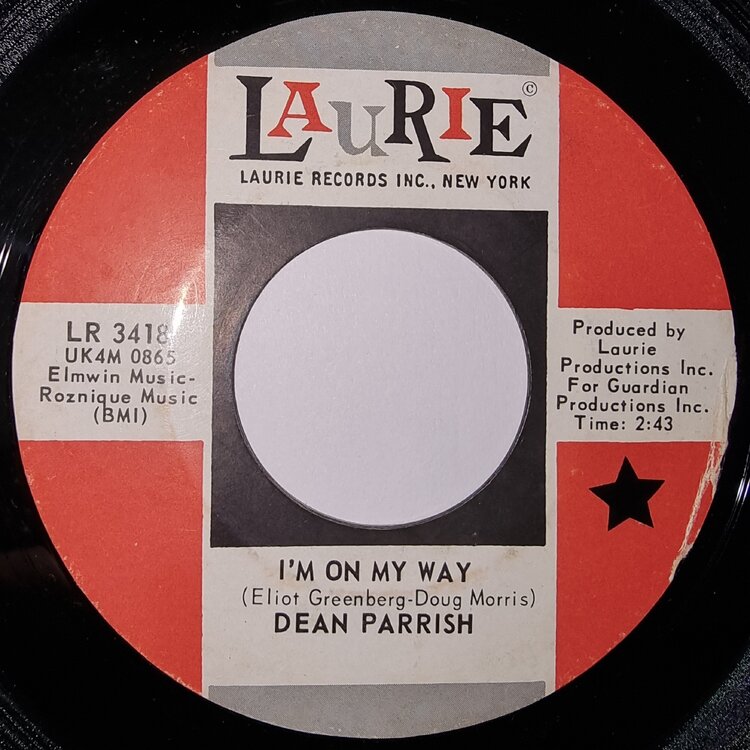 LAURIE ©
LAURIE RECORDS INC., NEW YORK
LR 3418
UK4M 0865
Elmwin Music-
Roznique Music
(BMI)
Produced by
Laurie
Productions Inc.
For Guardian
Productions Inc.
Time: 2:43
I'M ON MY WAY
(Eliot Greenberg-Doug Morris)
DEAN PARRISH